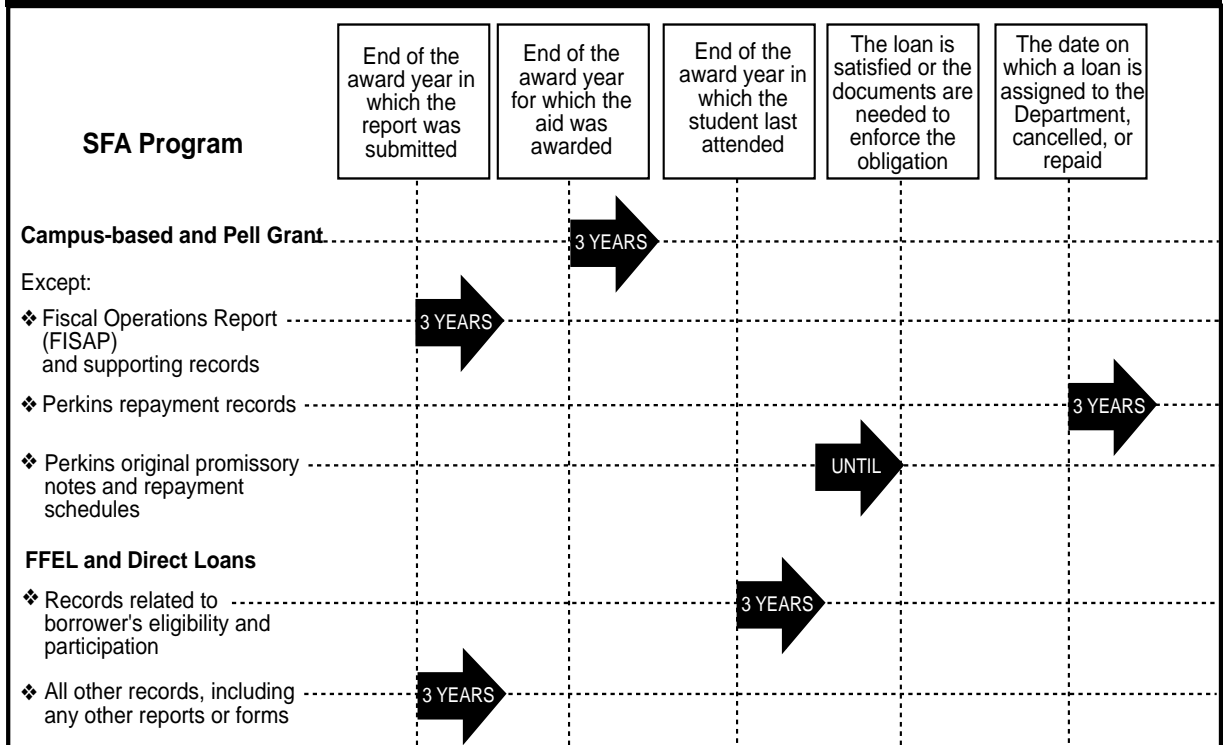 End of the
award year in
which the
report was
submitted
End of the
award year
for which the
aid was
awarded
End of the
award year in
which the
student last
attended
The loan is
satisfied or the
documents are
needed to
enforce the
obligation
The date on
which a loan is
assigned to the
Department,
cancelled, or
repaid
SFA Program
Campus-based and Pell Grant
3 YEARS
Except:
❖ Fiscal Operations Report
(FISAP)
and supporting records
3 YEARS
❖ Perkins repayment records
3 YEARS
❖ Perkins original promissory
notes and repayment
schedules
UNTIL
FFEL and Direct Loans
❖ Records related to
borrower's eligibility and
participation
3 YEARS
❖ All other records, including
any other reports or forms
3 YEARS